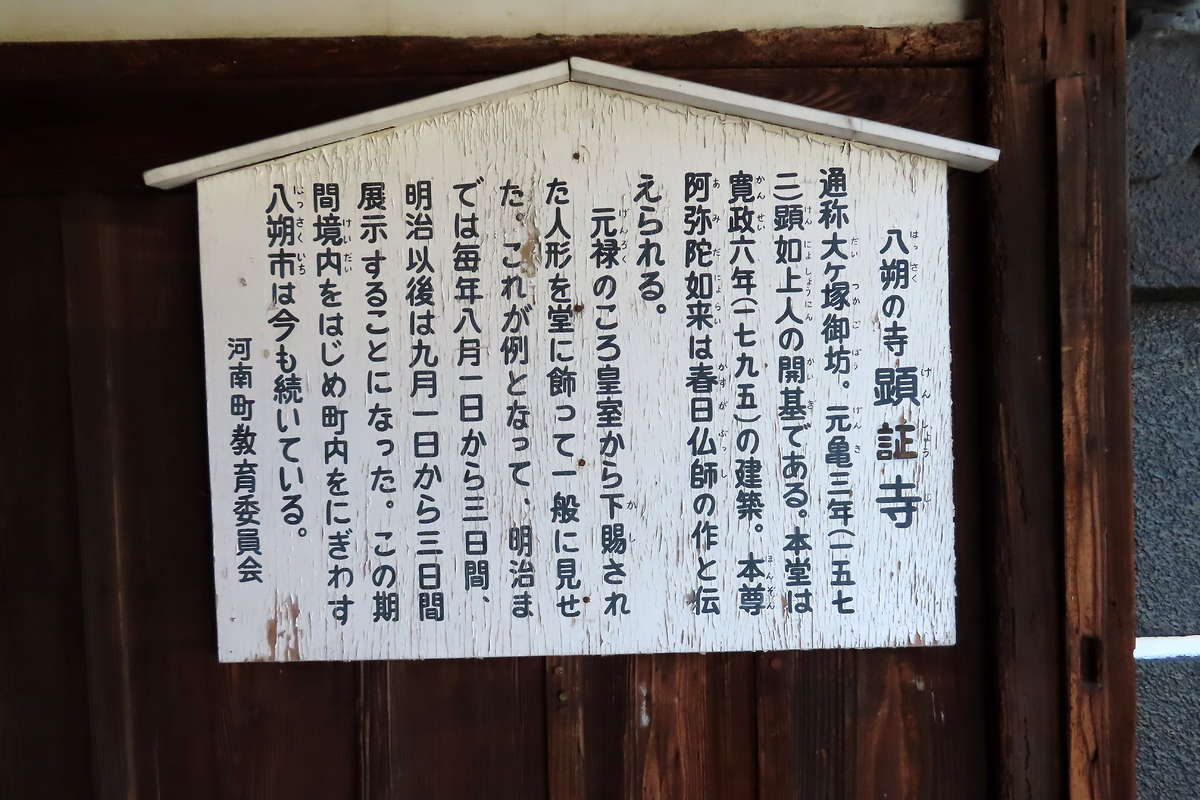 八朔の寺 顕証寺
通称大ケ塚御坊。元亀三年(一五七
三顕如上人の開基である。本堂は
寛政六年(一七九五)の建築。本尊
阿弥陀如来は春日仏師の作と伝
えられる。
元禄のころ皇室から下賜され
た人形を堂に飾って一般に見せ
た。これが例となって、明治ま
では毎年八月一日から三日間、
明治以後は九月一日から三日間
展示することになった。この期
間境内をはじめ町内をにぎわす
八朔市は今も続いている。
河南町教育委員会